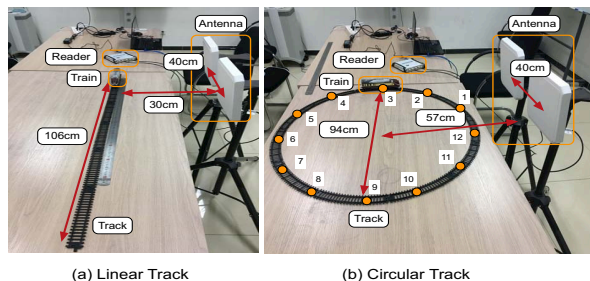 Antenna
Reader
40cm
Train
30cm
106cm
Track
(a) Linear Track
Antenna
Reader
40cm
Train
1
2
3
4
5
57cm
94cm
12
6
11
7
8
9
10
Track
(b) Circular Track